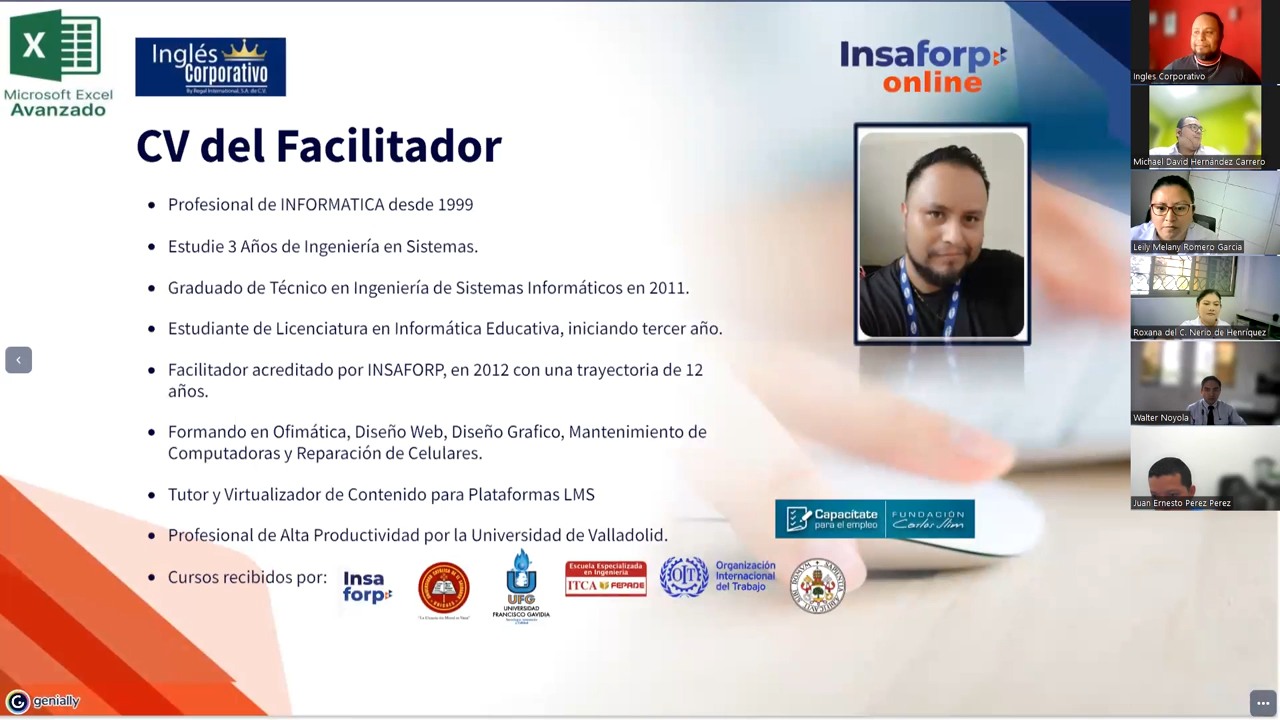 Microsoft Excel
Avanzado
Inglés
Corporativo
By Regal International, S.A. de C.V.
Insaforp
online
CV del Facilitador
Profesional de INFORMATICA desde 1999
Estudie 3 Años de Ingeniería en Sistemas.
Graduado de Técnico en Ingeniería de Sistemas Informáticos en 2011.
Estudiante de Licenciatura en Informática Educativa, iniciando tercer año.
Facilitador acreditado por INSAFORP, en 2012 con una trayectoria de 12
años.
Formando en Ofimática, Diseño Web, Diseño Grafico, Mantenimiento de
Computadoras y Reparación de Celulares.
Tutor y Virtualizador de Contenido para Plataformas LMS
Profesional de Alta Productividad por la Universidad de Valladolid.
Cursos recibidos por:
Insa
forp
UFG
UNIVERSIDAD
FRANCISCO GAVIDIA
Escuela Especializada
en Ingeniería
ITCA FEPADE
Organización
Internacional
del Trabajo
Capacítate
para el empleo
FUNDACIÓN
Carlos Slim
genially
Ingles Corporativo
Michael David Hernández Carrero
Leily Melany Romero Garcia
Roxana del C. Nerio de Henríquez
Walter Noyola
Juan Ernesto Perez Perez